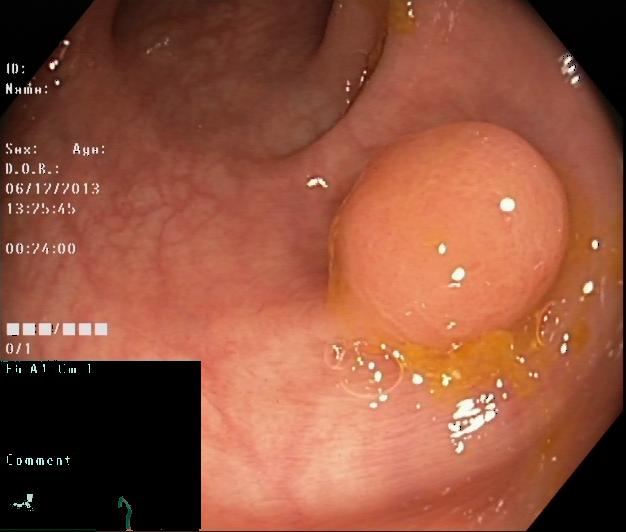 ID:
Name:
Sex: Age:
D.O.B.:
06/12/2013
13:25:45
00:24:00
■■■/■■■
0/1
Comment